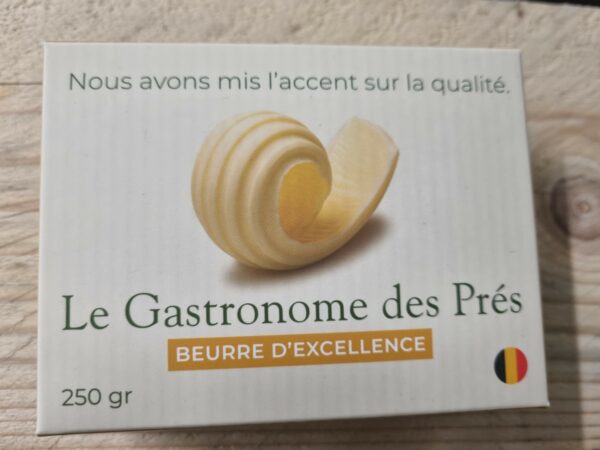 Nous avons mis l'accent sur la qualité.
Le Gastronome des Prés
BEURRE D'EXCELLENCE
250 gr